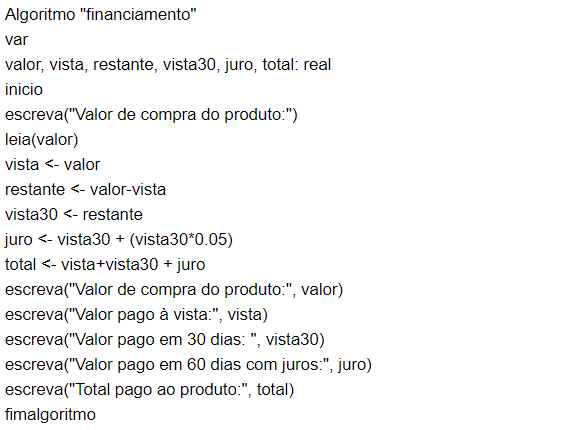 Algoritmo "financiamento"
var
valor, vista, restante, vista30, juro, total: real
inicio
escreva("Valor de compra do produto:")
leia(valor)
vista <- valor
restante <- valor-vista
vista30 <- restante
juro <- vista30 + (vista30*0.05)
total <- vista+vista30 + juro
escreva("Valor de compra do produto:", valor)
escreva("Valor pago à vista:", vista)
escreva("Valor pago em 30 dias: ", vista30)
escreva("Valor pago em 60 dias com juros:", juro)
escreva("Total pago ao produto:", total)
fimalgoritmo